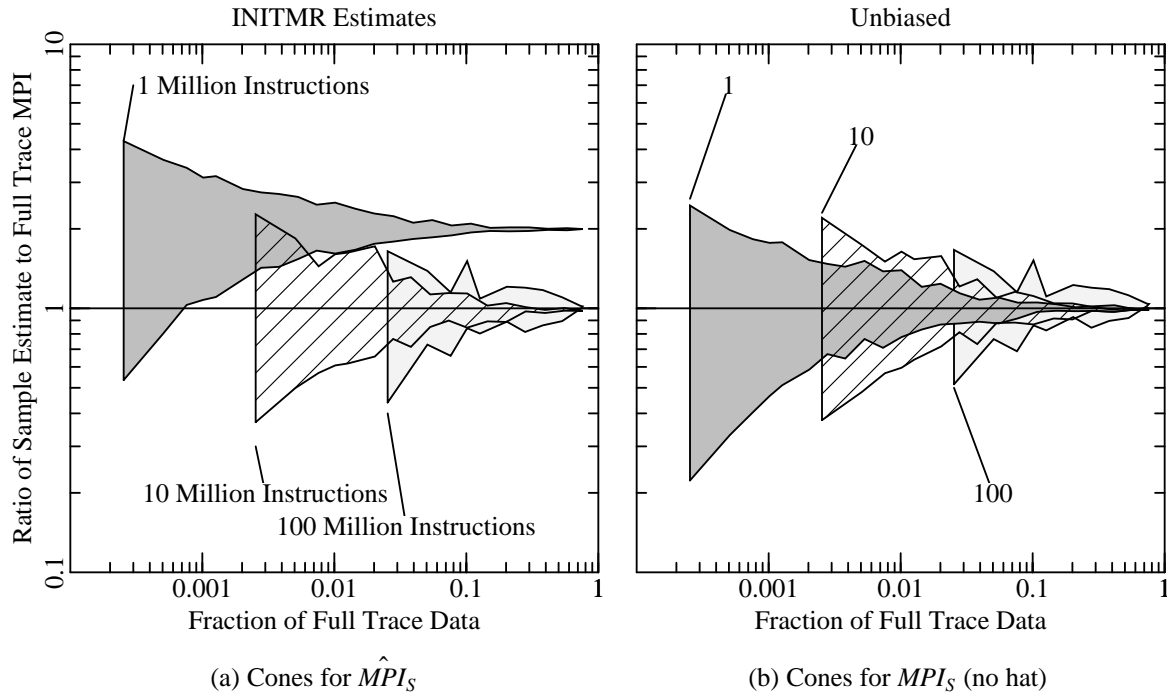 INITMR Estimates
Unbiased
Ratio of Sample Estimate to Full Trace MPI
10
1
0.1
1 Million Instructions
10 Million Instructions
100 Million Instructions
0.001
0.01
0.1
1
Fraction of Full Trace Data
(a) Cones for M̂PI_S
1
10
100
0.001
0.01
0.1
1
Fraction of Full Trace Data
(b) Cones for MPI_S (no hat)